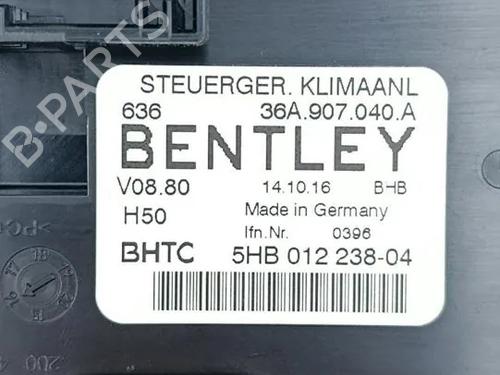 B-PARTS
STEUERGER. KLIMAANL
636 36A.907.040.A
BENTLEY
V08.80 14.10.16 BHB
H50 Made in Germany
lfn.Nr. 0396
BHTC 5HB 012 238-04